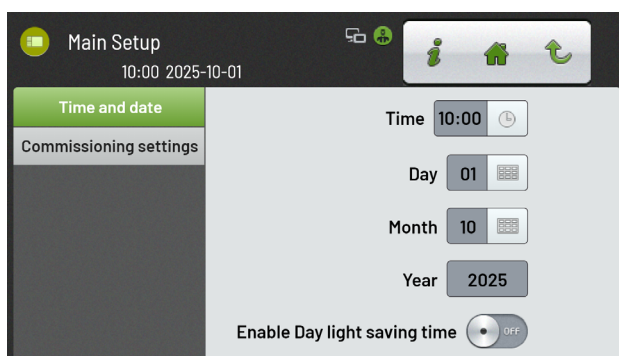 Main Setup
10:00 2025-10-01
Time and date
Commissioning settings
Time 10:00
Day 01
Month 10
Year 2025
Enable Day light saving time OFF